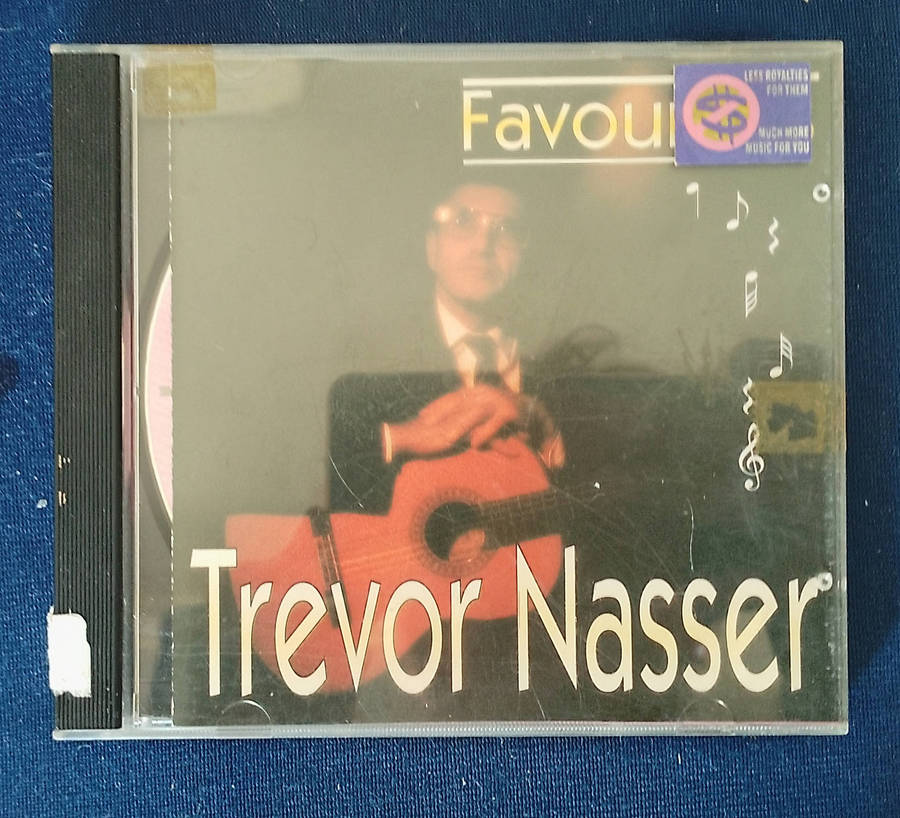 Favou
LESS ROYALTIES
FOR THEM
MUCH MORE
MUSIC FOR YOU
Trevor Nasser